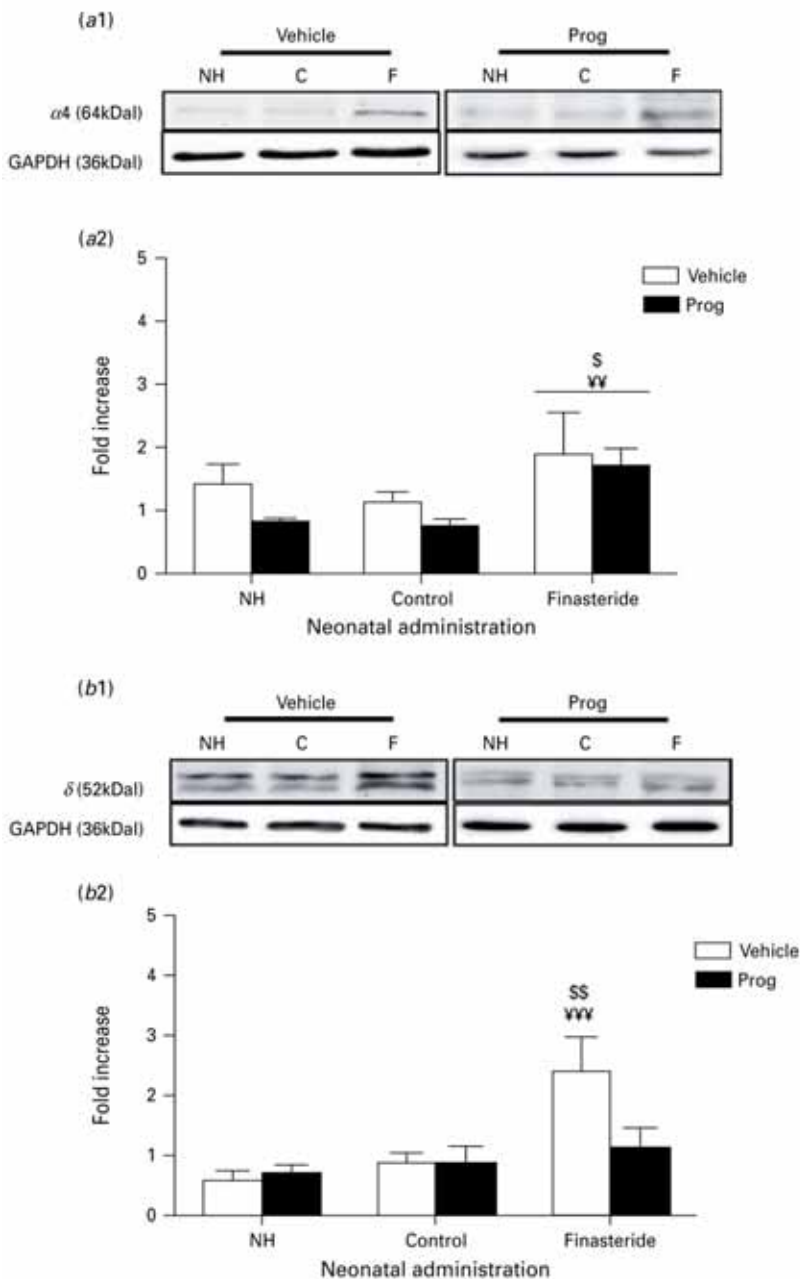 (a1)
Vehicle Prog
NH C F NH C F
α4 (64kDal)
GAPDH (36kDal)
(a2)
5
4
3
2
1
0
Fold increase
Vehicle
Prog
$
¥¥
NH Control Finasteride
Neonatal administration
(b1)
Vehicle Prog
NH C F NH C F
δ (52kDal)
GAPDH (36kDal)
(b2)
5
4
3
2
1
0
Fold increase
Vehicle
Prog
$$
¥¥¥
NH Control Finasteride
Neonatal administration